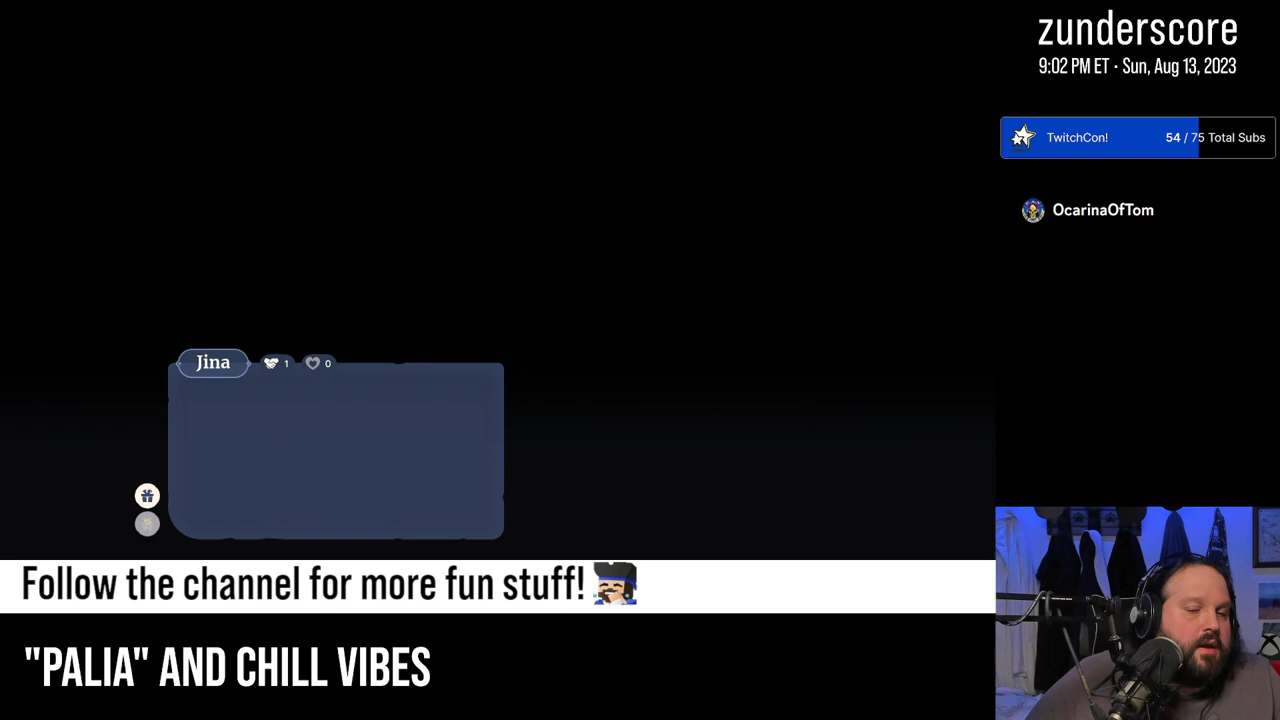 zunderscore
9:02 PM ET · Sun, Aug 13, 2023
TwitchCon! 54 / 75 Total Subs
OcarinaOfTom
Jina 1 0
Follow the channel for more fun stuff!
"PALIA" AND CHILL VIBES